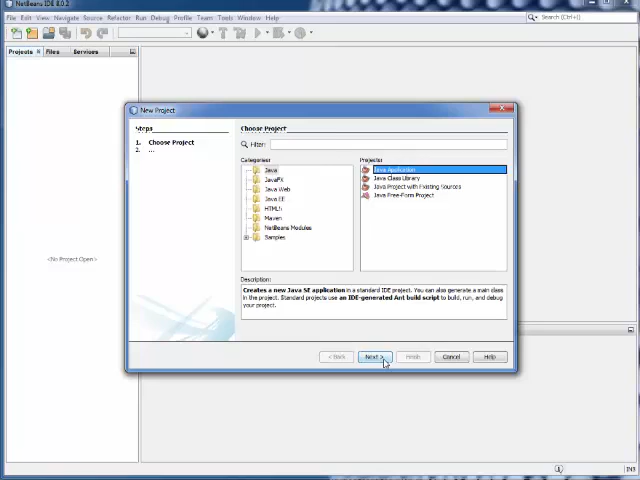 NetBeans IDE 8.0.2
File Edit View Navigate Source Refactor Run Debug Profile Team Tools Window Help
Search (Ctrl+I)
Projects Files Services
<No Project Open>
New Project
Steps
1. Choose Project
2. ...
Choose Project
Filter:
Categories:
Java
JavaFX
Java Web
Java EE
HTML5
Maven
NetBeans Modules
Samples
Projects:
Java Application
Java Class Library
Java Project with Existing Sources
Java Free-Form Project
Description:
Creates a new Java SE application in a standard IDE project. You can also generate a main class
in the project. Standard projects use an IDE-generated Ant build script to build, run, and debug
your project.
< Back Next > Finish Cancel Help
INS